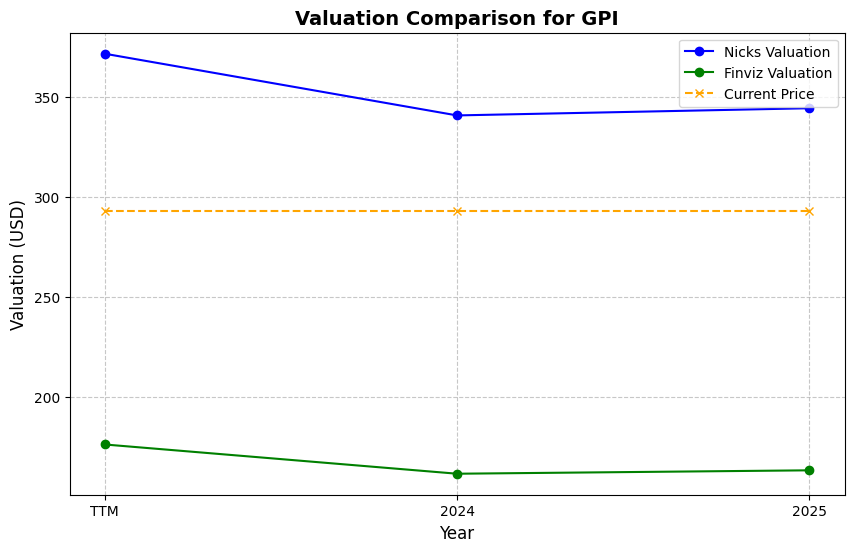 Valuation Comparison for GPI
Nicks Valuation
Finviz Valuation
Current Price
350
300
250
200
Valuation (USD)
TTM
2024
2025
Year